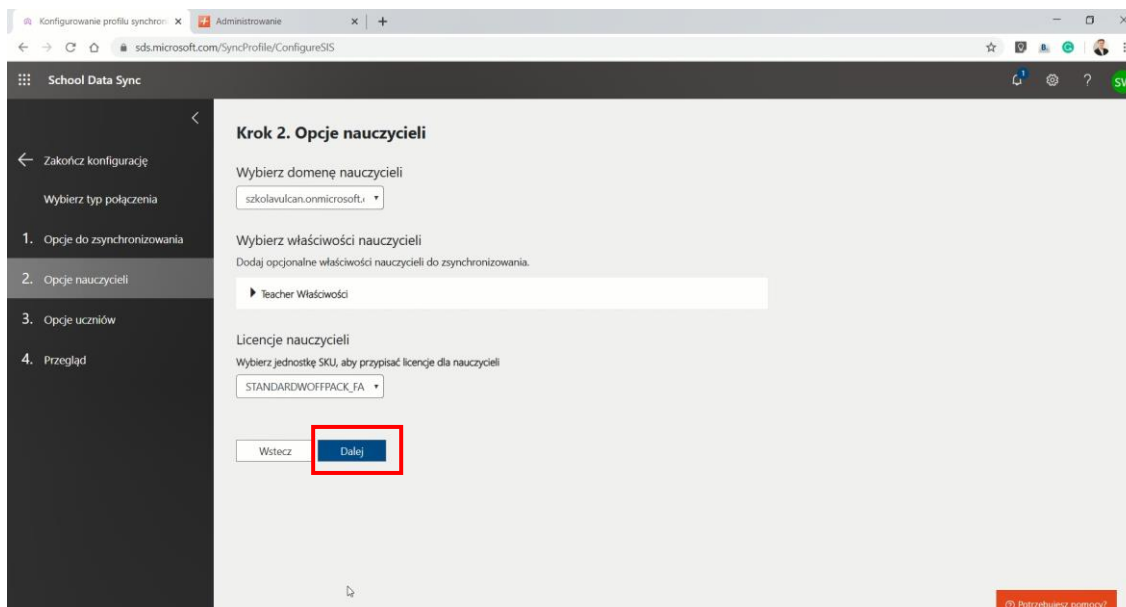 Konfigurowanie profilu synchron
Administrowanie
sds.microsoft.com/SyncProfile/ConfigureSIS
School Data Sync
1
SV
Zakończ konfigurację
Wybierz typ połączenia
1. Opcje do zsynchronizowania
2. Opcje nauczycieli
3. Opcje uczniów
4. Przegląd
Krok 2. Opcje nauczycieli
Wybierz domenę nauczycieli
szkolavulcan.onmicrosoft.
Wybierz właściwości nauczycieli
Dodaj opcjonalne właściwości nauczycieli do zsynchronizowania.
Teacher Właściwości
Licencje nauczycieli
Wybierz jednostkę SKU, aby przypisać licencje dla nauczycieli
STANDARDWOFFPACK_FA
Wstecz
Dalej
Potrzebujesz pomocy?